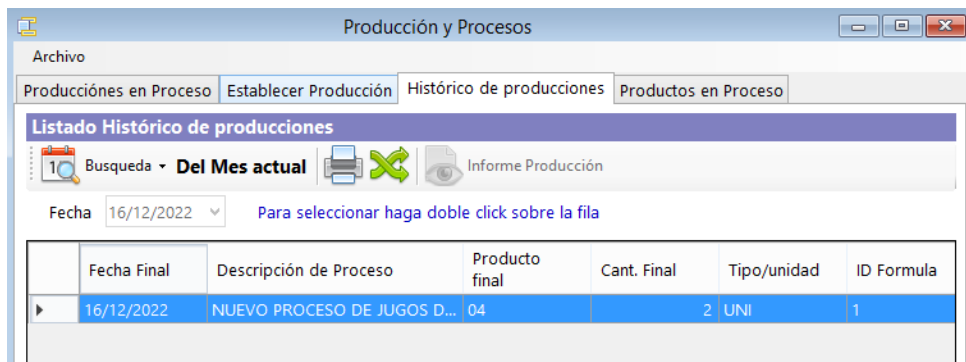 Producción y Procesos
Archivo
Producciónes en Proceso Establecer Producción Histórico de producciones Productos en Proceso
Listado Histórico de producciones
10 Busqueda Del Mes actual Informe Producción
Fecha 16/12/2022 Para seleccionar haga doble click sobre la fila
Fecha Final Descripción de Proceso Producto final Cant. Final Tipo/unidad ID Formula
16/12/2022 NUEVO PROCESO DE JUGOS D... 04 2 UNI 1